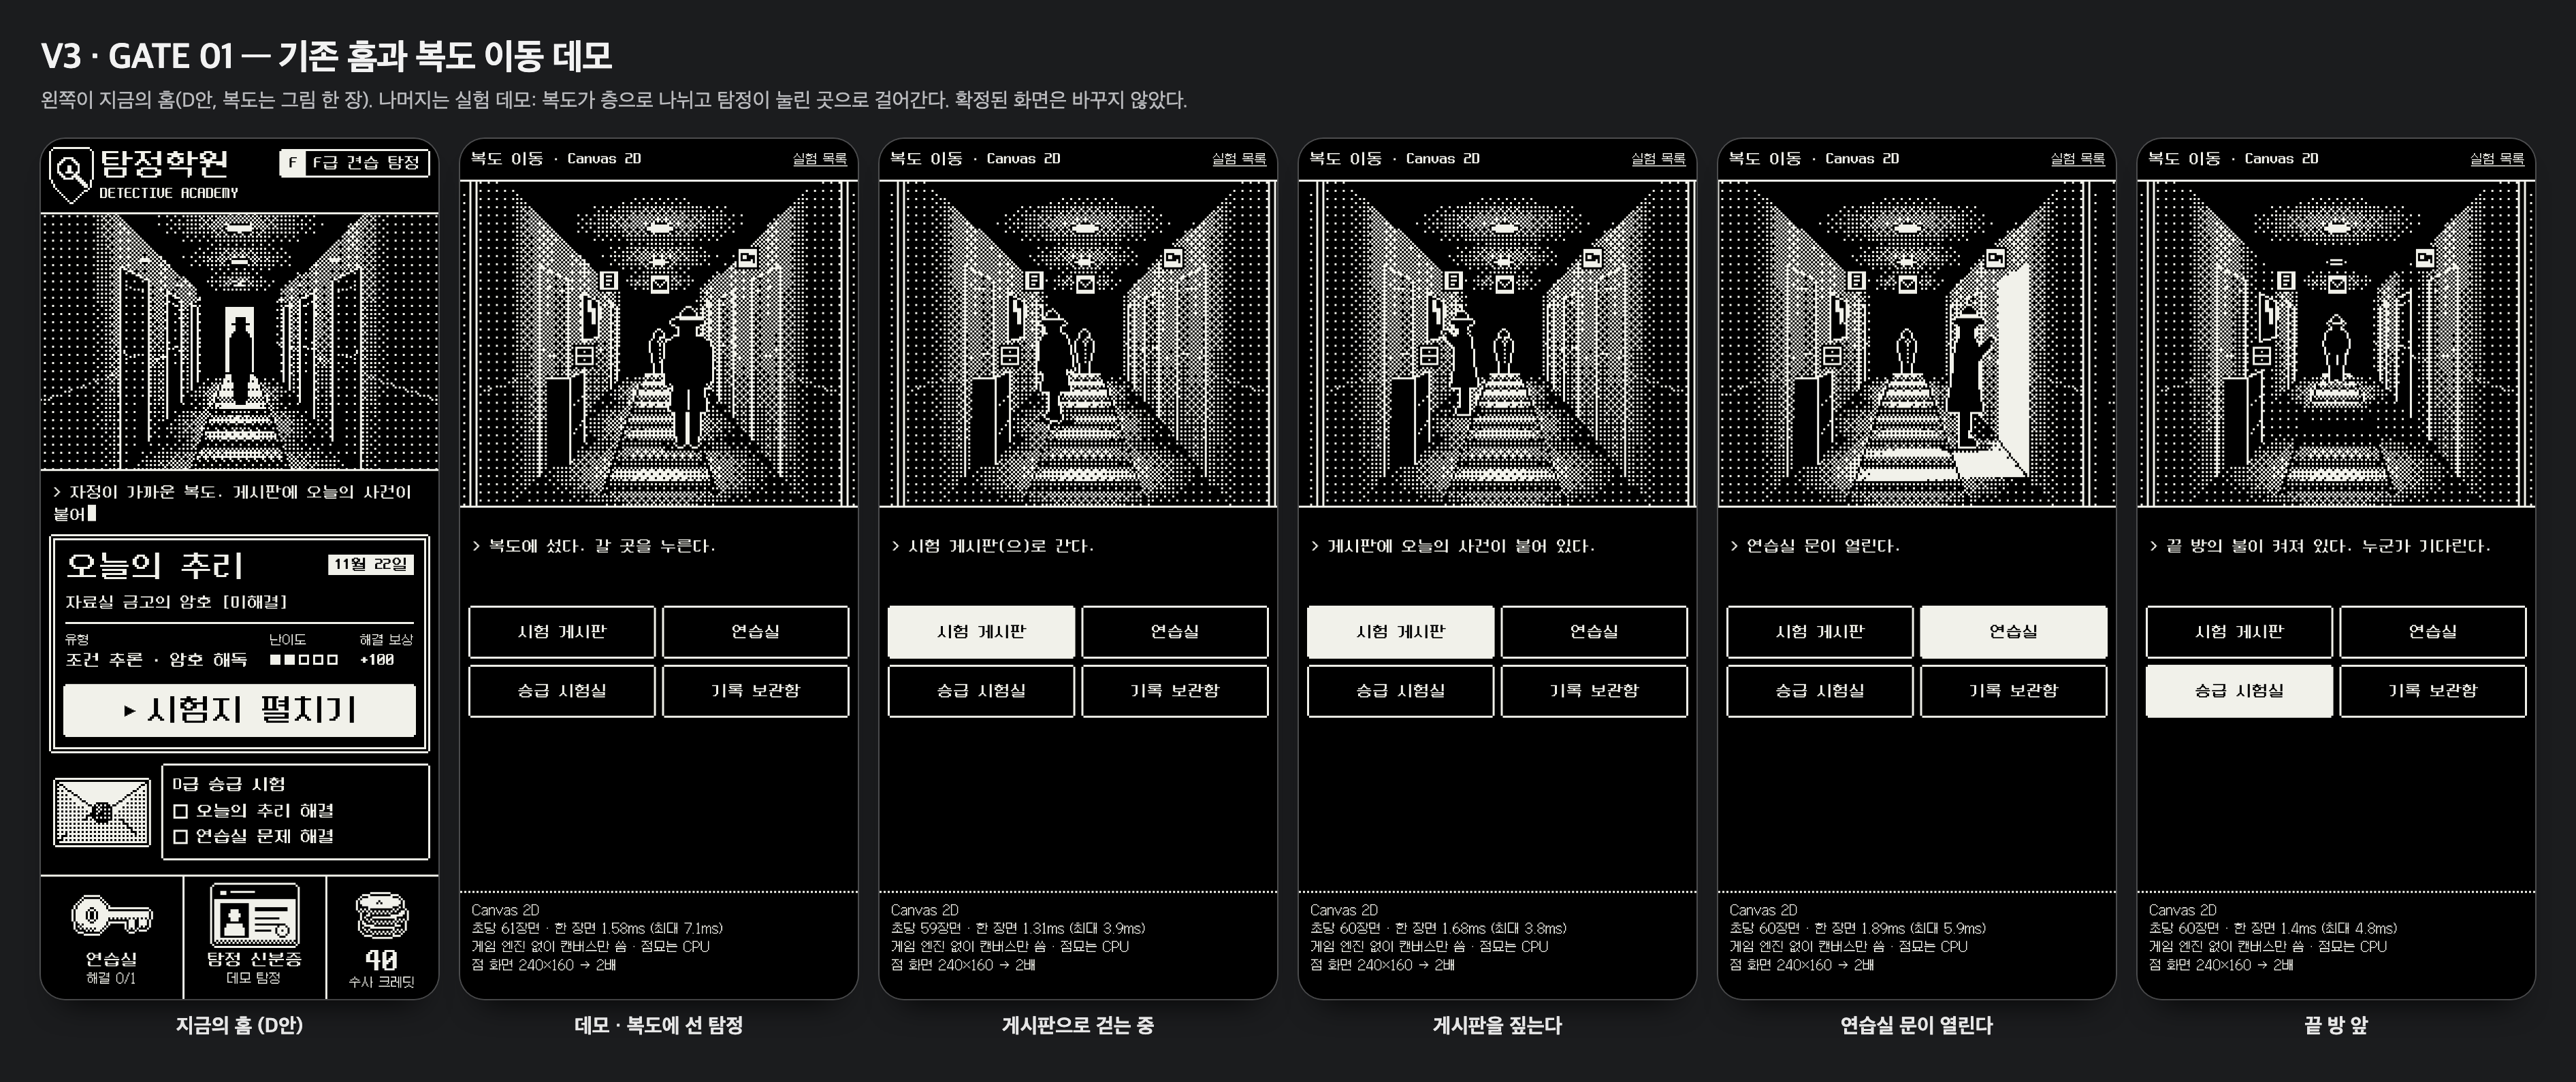 V3 · GATE 01 — 기존 홈과 복도 이동 데모
왼쪽이 지금의 홈(D안, 복도는 그림 한 장). 나머지는 실험 데모: 복도가 층으로 나뉘고 탐정이 눌린 곳으로 걸어간다. 확정된 화면은 바꾸지 않았다.
탐정학원
DETECTIVE ACADEMY
F F급 견습 탐정
> 자정이 가까운 복도. 게시판에 오늘의 사건이
붙어
오늘의 추리
11월 22일
자료실 금고의 암호 [미해결]
유형 난이도 해결 보상
조건 추론 · 암호 해독 ■■□□□ +100
▸ 시험지 펼치기
D급 승급 시험
□ 오늘의 추리 해결
□ 연습실 문제 해결
연습실
해결 0/1
탐정 신분증
데모 탐정
40
수사 크레딧
지금의 홈 (D안)
복도 이동 · Canvas 2D 실험 목록
> 복도에 섰다. 갈 곳을 누른다.
시험 게시판 연습실
승급 시험실 기록 보관함
Canvas 2D
초당 61장면 · 한 장면 1.58ms (최대 7.1ms)
게임 엔진 없이 캔버스만 씀 · 점묘는 CPU
점 화면 240×160 → 2배
데모 · 복도에 선 탐정
복도 이동 · Canvas 2D 실험 목록
> 시험 게시판(으)로 간다.
시험 게시판 연습실
승급 시험실 기록 보관함
Canvas 2D
초당 59장면 · 한 장면 1.31ms (최대 3.9ms)
게임 엔진 없이 캔버스만 씀 · 점묘는 CPU
점 화면 240×160 → 2배
게시판으로 걷는 중
복도 이동 · Canvas 2D 실험 목록
> 게시판에 오늘의 사건이 붙어 있다.
시험 게시판 연습실
승급 시험실 기록 보관함
Canvas 2D
초당 60장면 · 한 장면 1.68ms (최대 3.8ms)
게임 엔진 없이 캔버스만 씀 · 점묘는 CPU
점 화면 240×160 → 2배
게시판을 짚는다
복도 이동 · Canvas 2D 실험 목록
> 연습실 문이 열린다.
시험 게시판 연습실
승급 시험실 기록 보관함
Canvas 2D
초당 60장면 · 한 장면 1.89ms (최대 5.9ms)
게임 엔진 없이 캔버스만 씀 · 점묘는 CPU
점 화면 240×160 → 2배
연습실 문이 열린다
복도 이동 · Canvas 2D 실험 목록
> 끝 방의 불이 켜져 있다. 누군가 기다린다.
시험 게시판 연습실
승급 시험실 기록 보관함
Canvas 2D
초당 60장면 · 한 장면 1.4ms (최대 4.8ms)
게임 엔진 없이 캔버스만 씀 · 점묘는 CPU
점 화면 240×160 → 2배
끝 방 앞